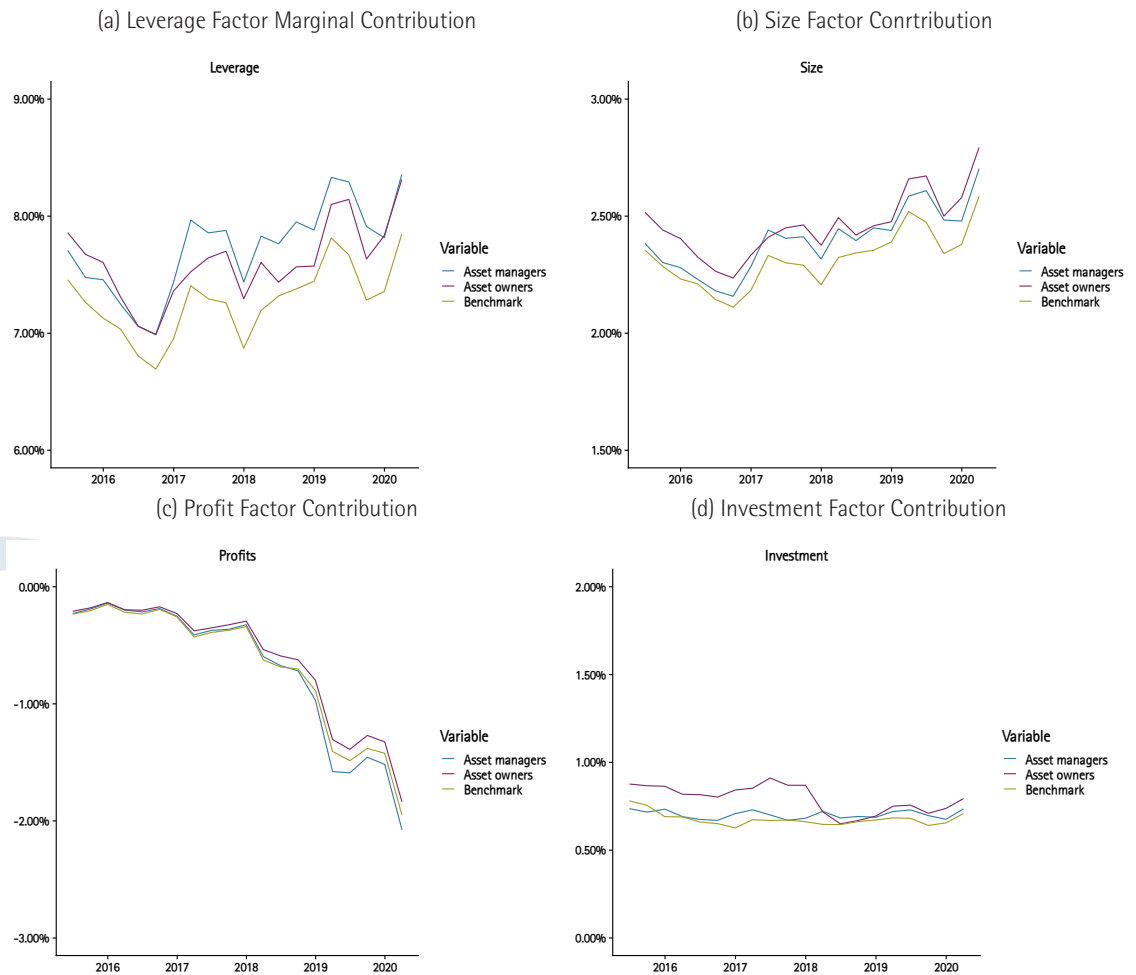 (a) Leverage Factor Marginal Contribution
Leverage
9.00%
8.00%
7.00%
6.00%
2016 2017 2018 2019 2020
Variable
Asset managers
Asset owners
Benchmark
(b) Size Factor Conrtribution
Size
3.00%
2.50%
2.00%
1.50%
2016 2017 2018 2019 2020
Variable
Asset managers
Asset owners
Benchmark
(c) Profit Factor Contribution
Profits
0.00%
-1.00%
-2.00%
-3.00%
2016 2017 2018 2019 2020
Variable
Asset managers
Asset owners
Benchmark
(d) Investment Factor Contribution
Investment
2.00%
1.50%
1.00%
0.50%
0.00%
2016 2017 2018 2019 2020
Variable
Asset managers
Asset owners
Benchmark